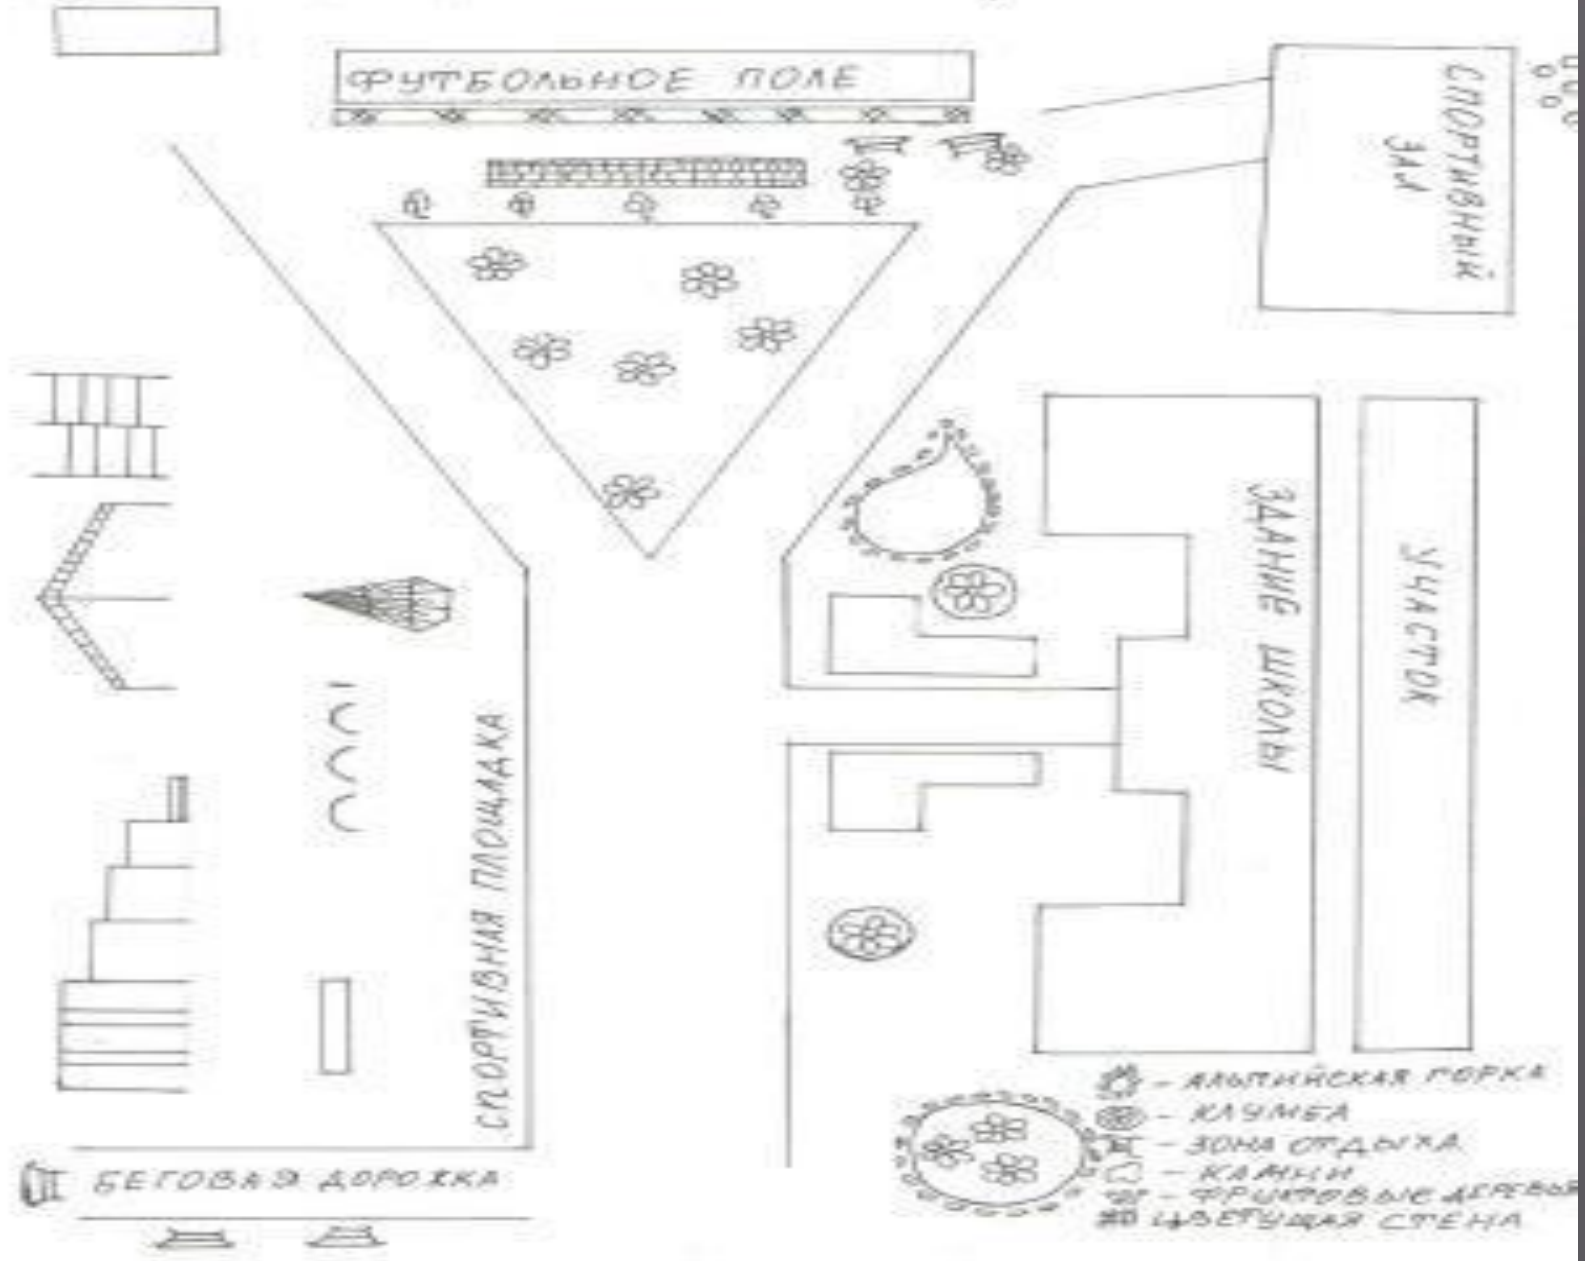 ФУТБОЛЬНОЕ ПОЛЕ
СПОРТИВНЫЙ
ЗАЛ
ЗДАНИЕ ШКОЛЫ
УЧАСТОК
СПОРТИВНАЯ ПЛОЩАДКА
БЕГОВАЯ ДОРОЖКА
- АЛЬПИЙСКАЯ ГОРКА
- КЛУМБА
- ЗОНА ОТДЫХА
- КАМНИ
- ФРУКТОВЫЕ ДЕРЕВЬЯ
ЦВЕТУЩАЯ СТЕНА